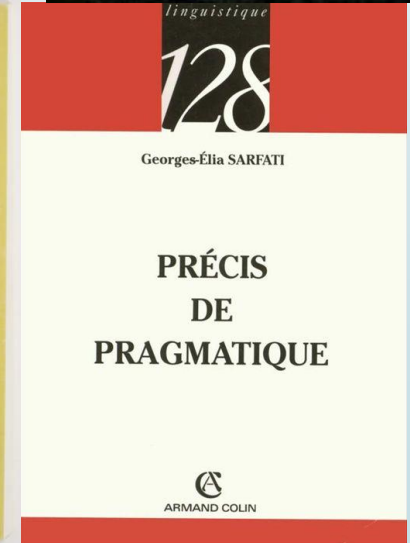 linguistique
128
Georges-Élia SARFATI
PRÉCIS
DE
PRAGMATIQUE
AC
ARMAND COLIN